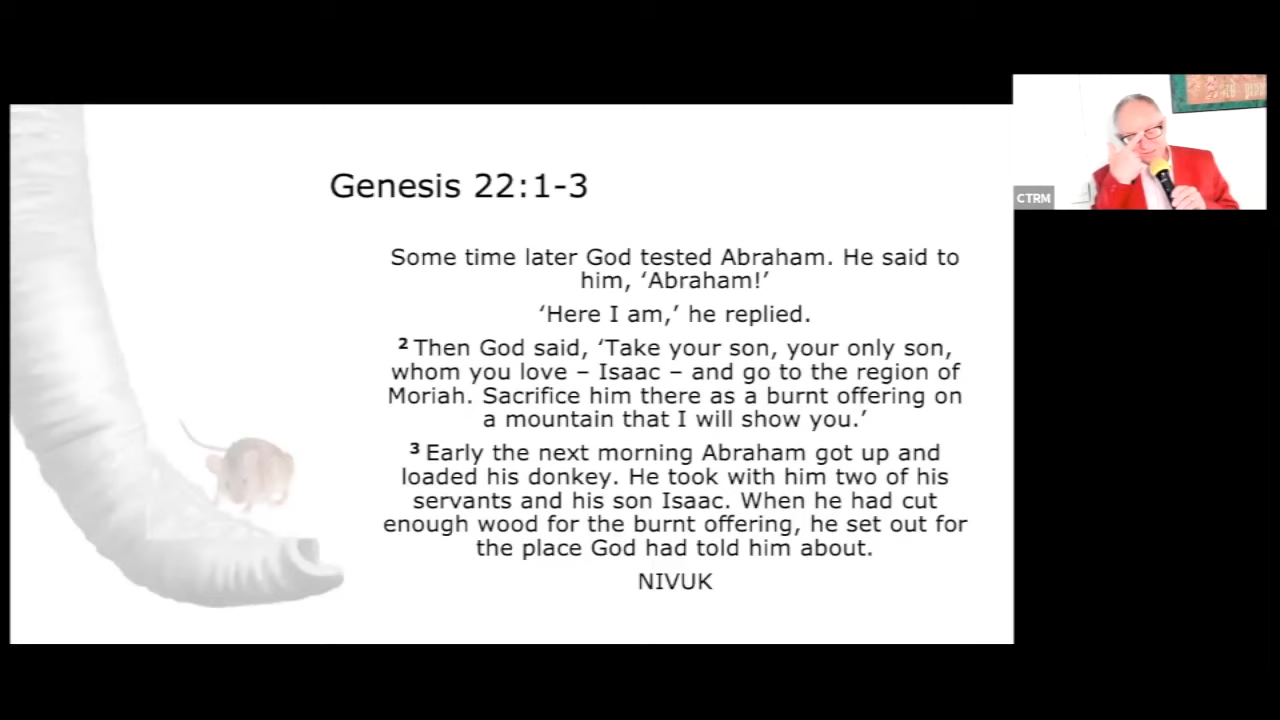 Genesis 22:1-3
Some time later God tested Abraham. He said to
him, ‘Abraham!’
‘Here I am,’ he replied.
2 Then God said, ‘Take your son, your only son,
whom you love – Isaac – and go to the region of
Moriah. Sacrifice him there as a burnt offering on
a mountain that I will show you.’
3 Early the next morning Abraham got up and
loaded his donkey. He took with him two of his
servants and his son Isaac. When he had cut
enough wood for the burnt offering, he set out for
the place God had told him about.
NIVUK
CTRM